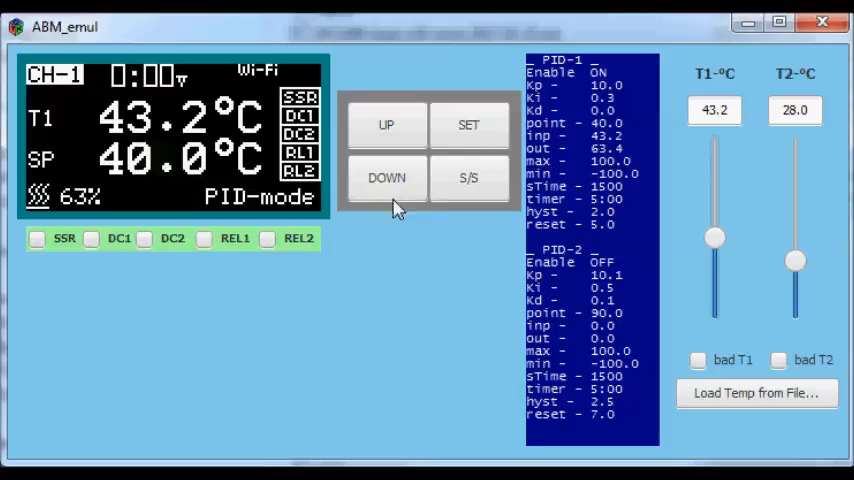 ABM_emul
CH-1 0:00 Wi-Fi
T1 43.2°C
SP 40.0°C
SSR
DC1
DC2
RL1
RL2
63% PID-mode
SSR DC1 DC2 REL1 REL2
UP SET
DOWN S/S
_ PID-1 _
Enable ON
Kp - 10.0
Ki - 0.3
Kd - 0.0
point - 40.0
inp - 43.2
out - 63.4
max - 100.0
min - -100.0
sTime - 1500
timer - 5:00
hyst - 2.0
reset - 5.0
_ PID-2 _
Enable OFF
Kp - 10.1
Ki - 0.5
Kd - 0.1
point - 90.0
inp - 0.0
out - 0.0
max - 100.0
min - -100.0
sTime - 1500
timer - 5:00
hyst - 2.5
reset - 7.0
T1-ºC T2-ºC
43.2 28.0
bad T1 bad T2
Load Temp from File...